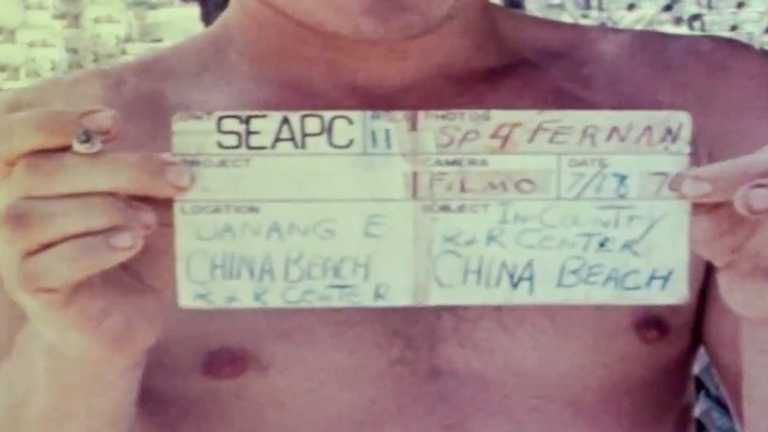 SEAPC 11 PHOTOG SP 4 FERNAN
PROJECT CAMERA FILMO DATE 7/18 7
LOCATION DANANG E
CHINA BEACH
R & R CENTER
SUBJECT IN-COUNTRY
R&R CENTER
CHINA BEACH